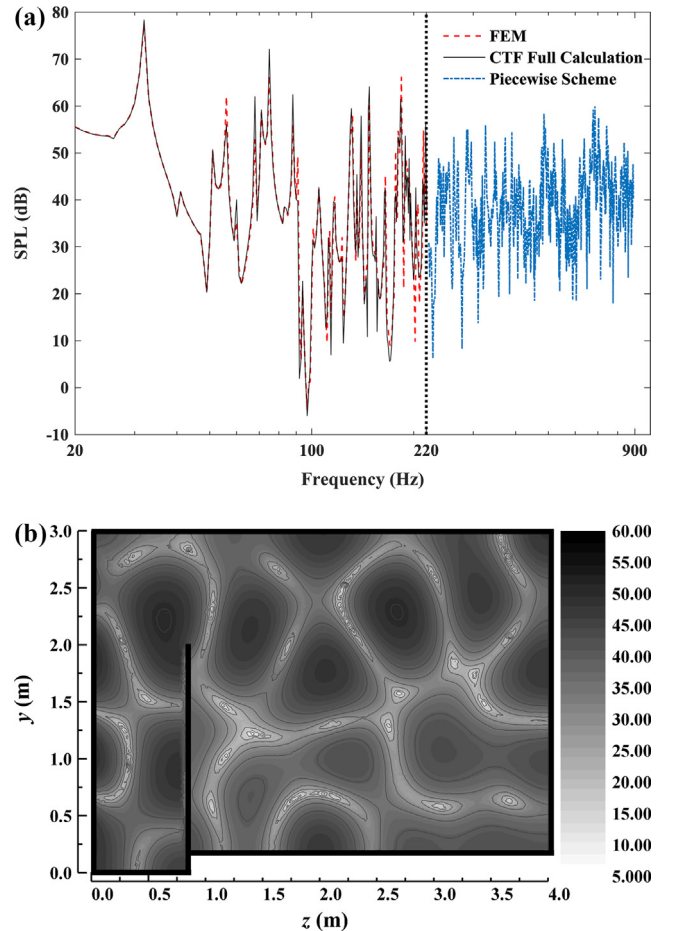 (a)
80
70
60
50
40
30
20
10
0
-10
SPL (dB)
FEM
CTF Full Calculation
Piecewise Scheme
20 100 220 900
Frequency (Hz)
(b)
3.0
2.5
2.0
1.5
1.0
0.5
0.0
y (m)
0.0 0.5 1.0 1.5 2.0 2.5 3.0 3.5 4.0
z (m)
60.00
55.00
50.00
45.00
40.00
35.00
30.00
25.00
20.00
15.00
10.00
5.000